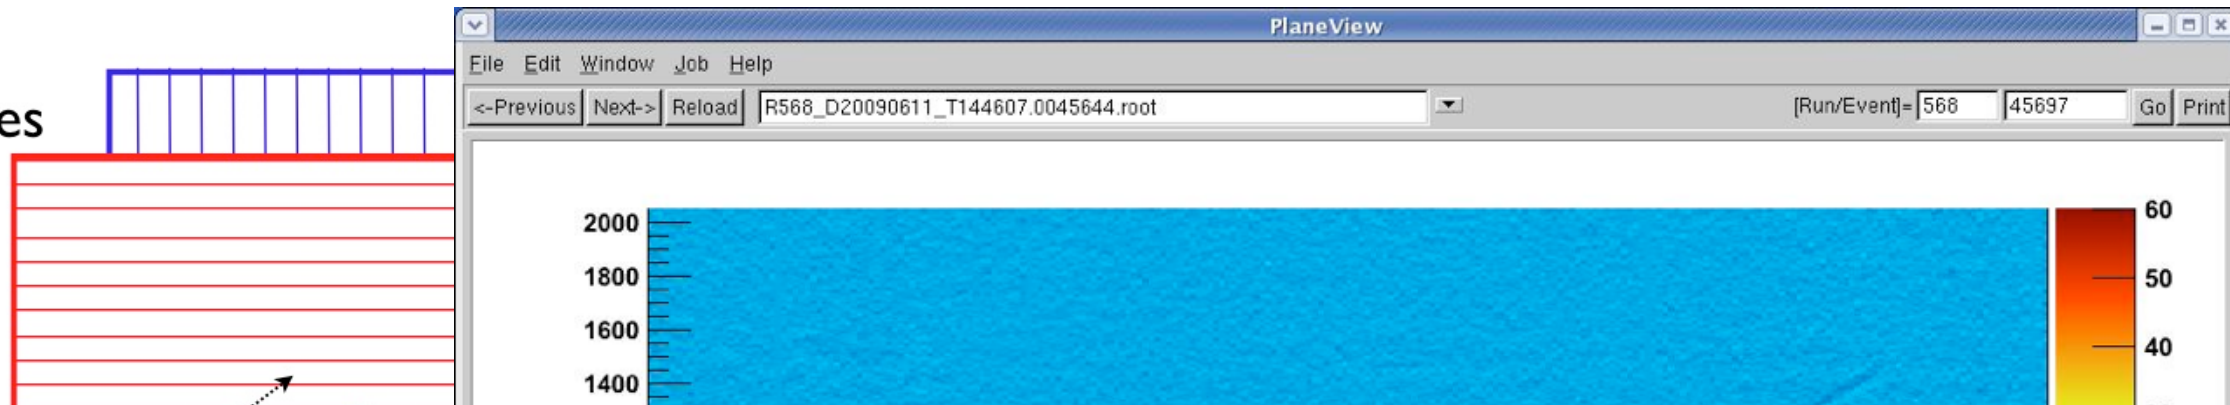 es
PlaneView
File Edit Window Job Help
<-Previous Next-> Reload R568_D20090611_T144607.0045644.root [Run/Event]= 568 45697 Go Print
2000
1800
1600
1400
60
50
40